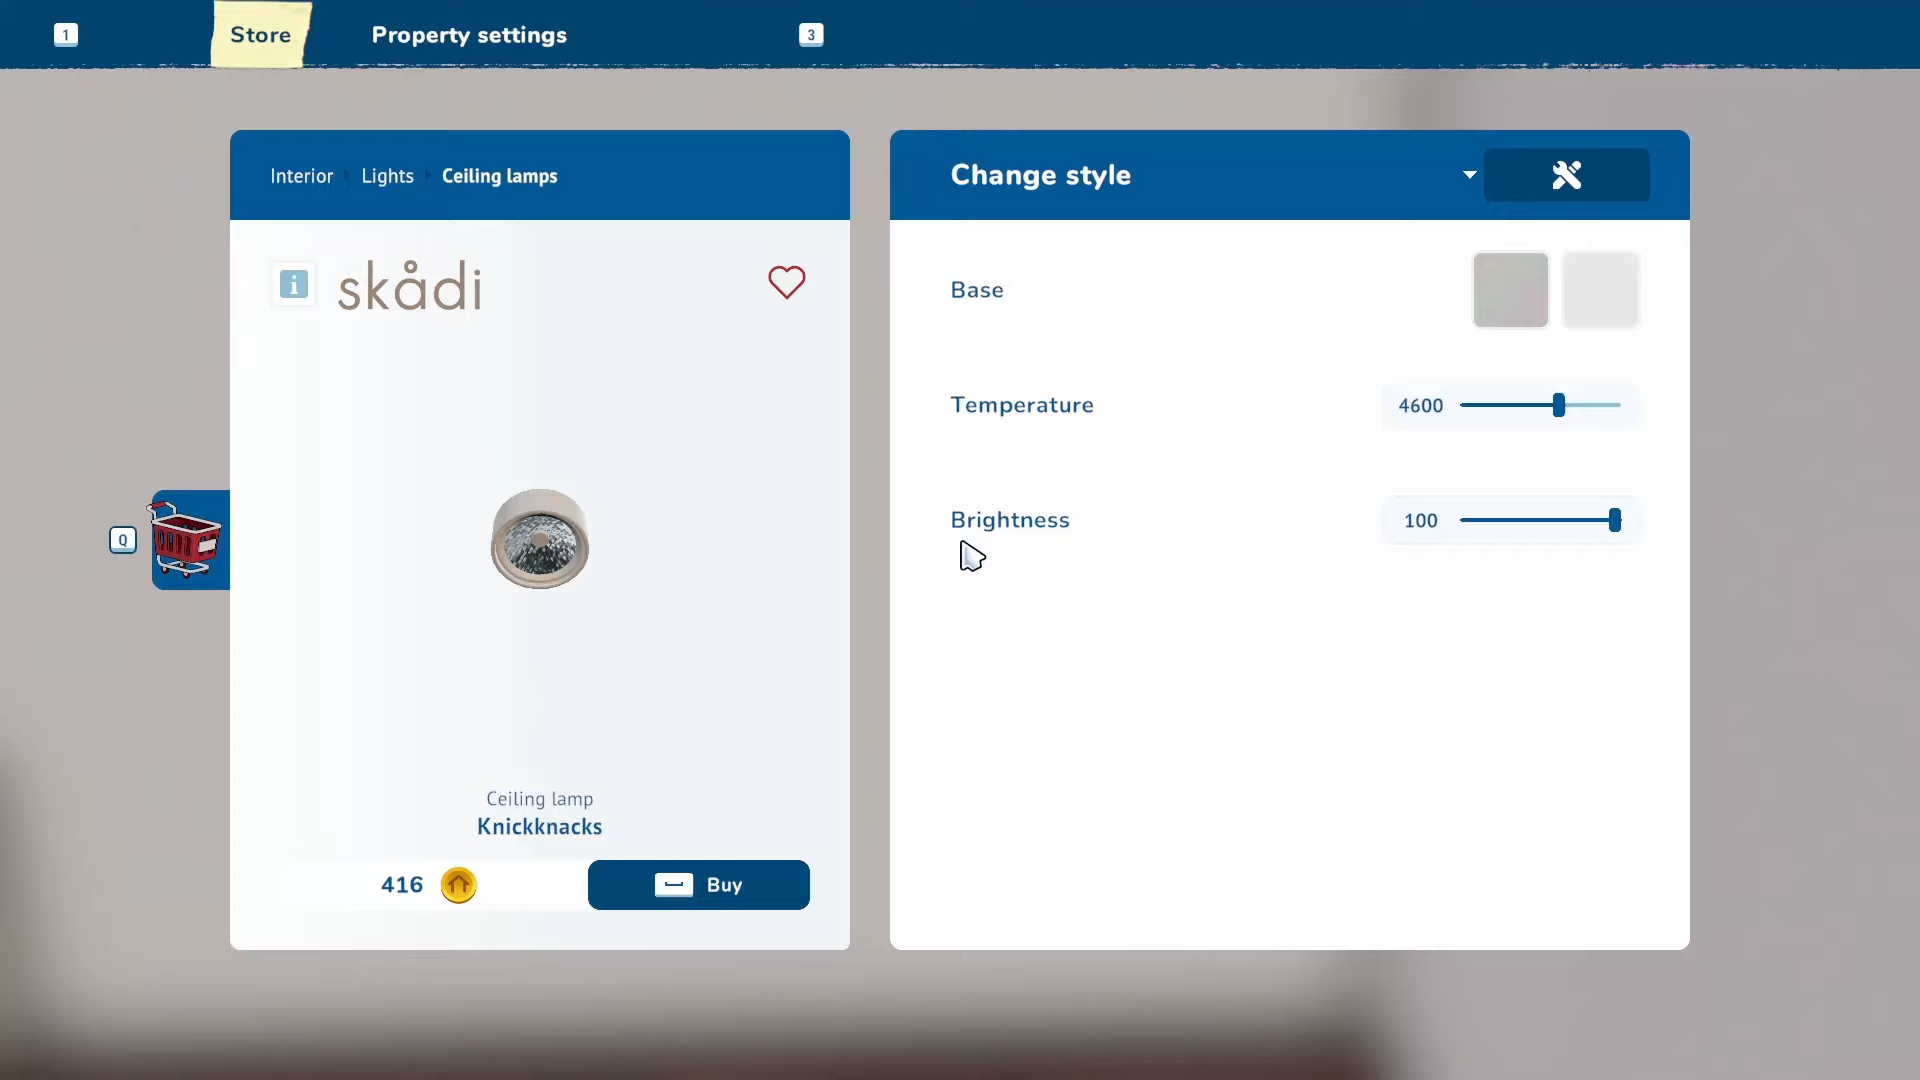 1
Store
Property settings
3
Interior
Lights
Ceiling lamps
Change style
i
skådi
Base
Temperature
4600
Brightness
100
Q
Ceiling lamp
Knickknacks
416
Buy